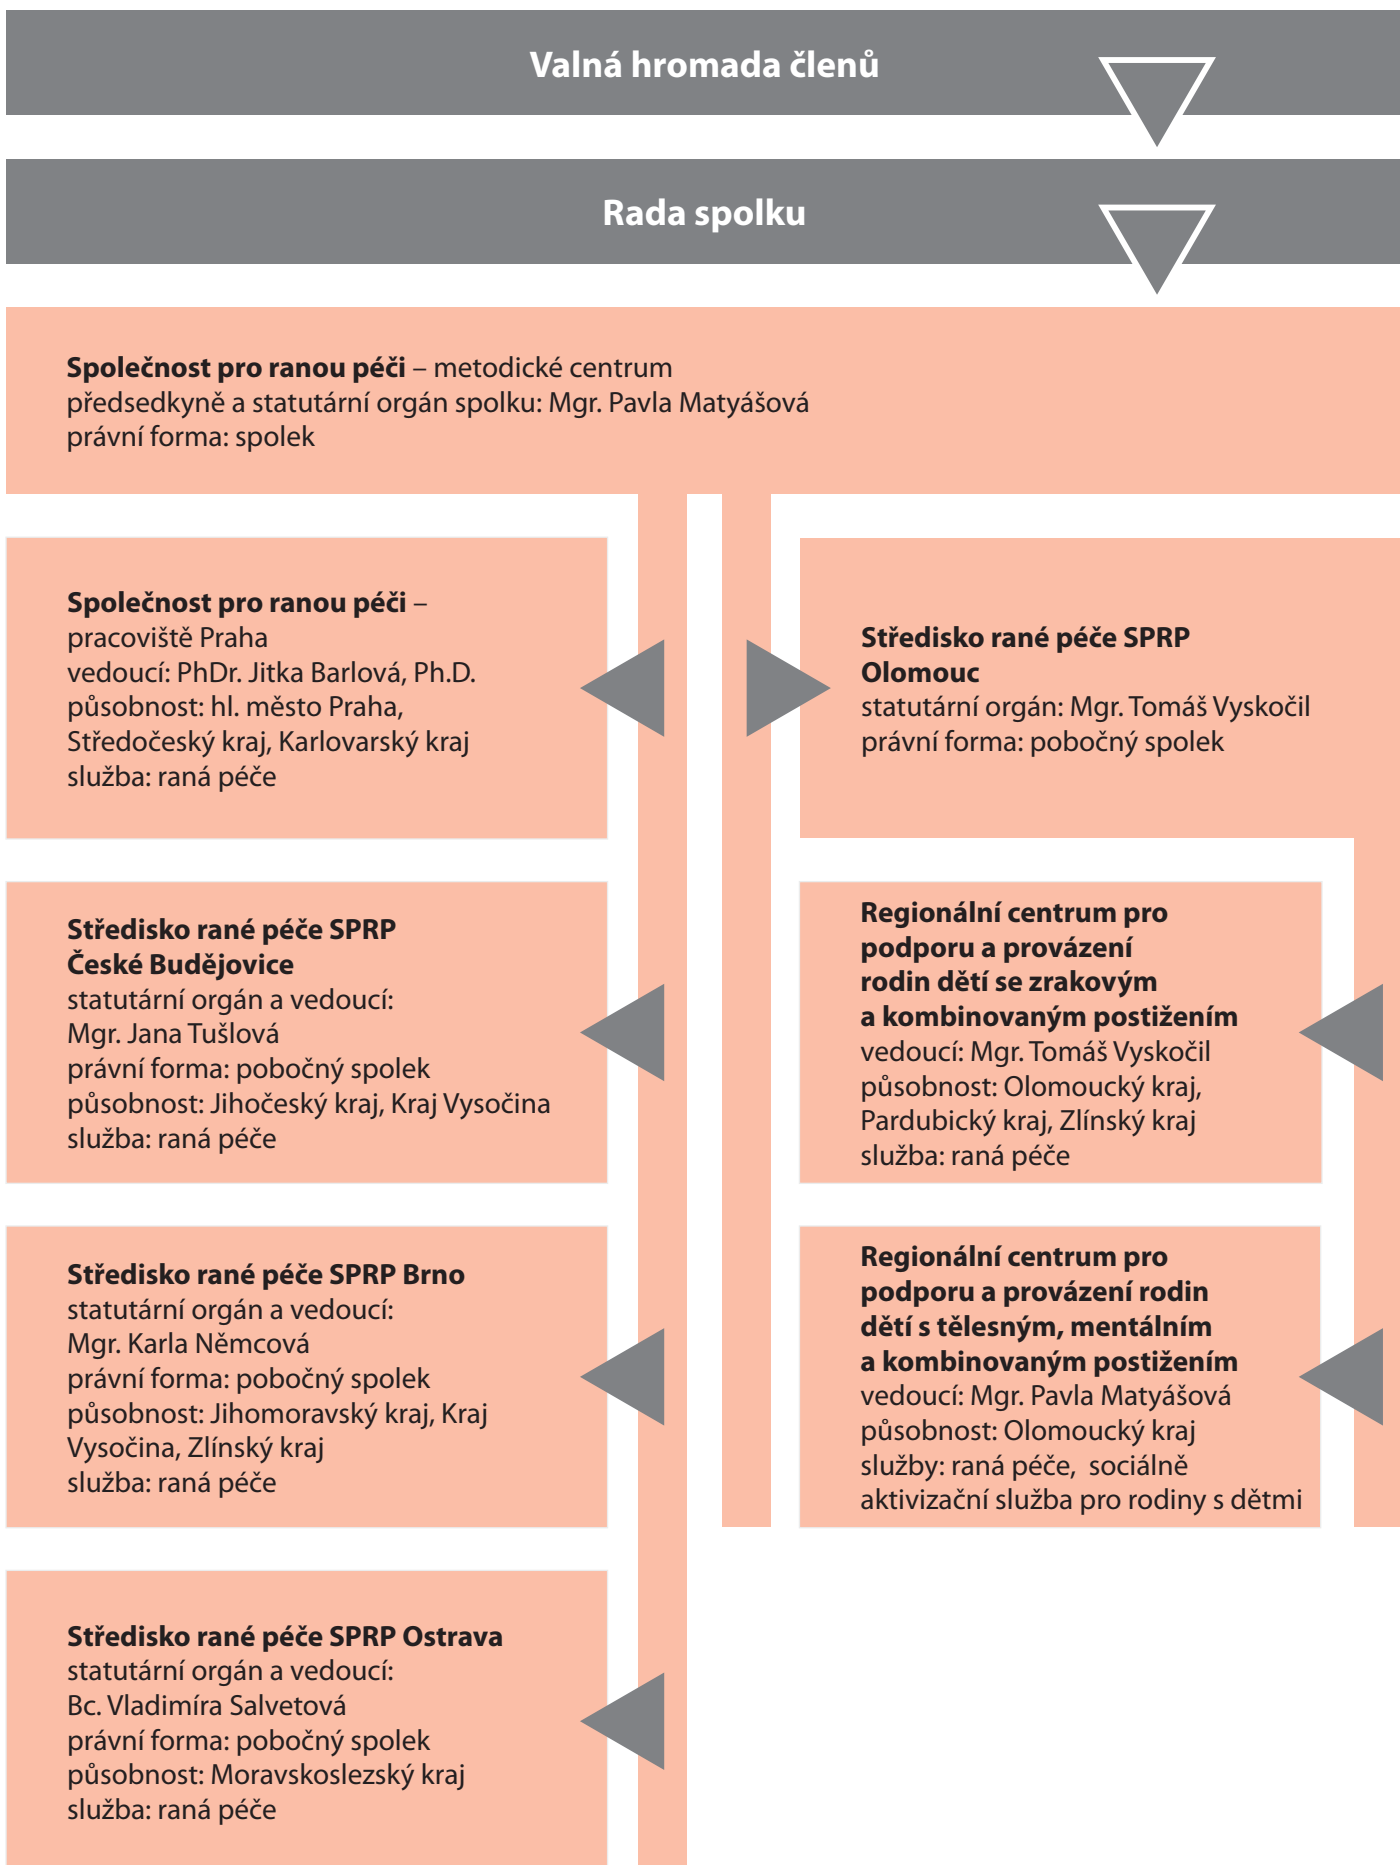 Valná hromada členů
Rada spolku
Společnost pro ranou péči – metodické centrum
předsedkyně a statutární orgán spolku: Mgr. Pavla Matyášová
právní forma: spolek
Společnost pro ranou péči –
pracoviště Praha
vedoucí: PhDr. Jitka Barlová, Ph.D.
působnost: hl. město Praha,
Středočeský kraj, Karlovarský kraj
služba: raná péče
Středisko rané péče SPRP
České Budějovice
statutární orgán a vedoucí:
Mgr. Jana Tušlová
právní forma: pobočný spolek
působnost: Jihočeský kraj, Kraj Vysočina
služba: raná péče
Středisko rané péče SPRP Brno
statutární orgán a vedoucí:
Mgr. Karla Němcová
právní forma: pobočný spolek
působnost: Jihomoravský kraj, Kraj
Vysočina, Zlínský kraj
služba: raná péče
Středisko rané péče SPRP Ostrava
statutární orgán a vedoucí:
Bc. Vladimíra Salvetová
právní forma: pobočný spolek
působnost: Moravskoslezský kraj
služba: raná péče
Středisko rané péče SPRP
Olomouc
statutární orgán: Mgr. Tomáš Vyskočil
právní forma: pobočný spolek
Regionální centrum pro
podporu a provázení
rodin dětí se zrakovým
a kombinovaným postižením
vedoucí: Mgr. Tomáš Vyskočil
působnost: Olomoucký kraj,
Pardubický kraj, Zlínský kraj
služba: raná péče
Regionální centrum pro
podporu a provázení rodin
dětí s tělesným, mentálním
a kombinovaným postižením
vedoucí: Mgr. Pavla Matyášová
působnost: Olomoucký kraj
služby: raná péče, sociálně
aktivizační služba pro rodiny s dětmi